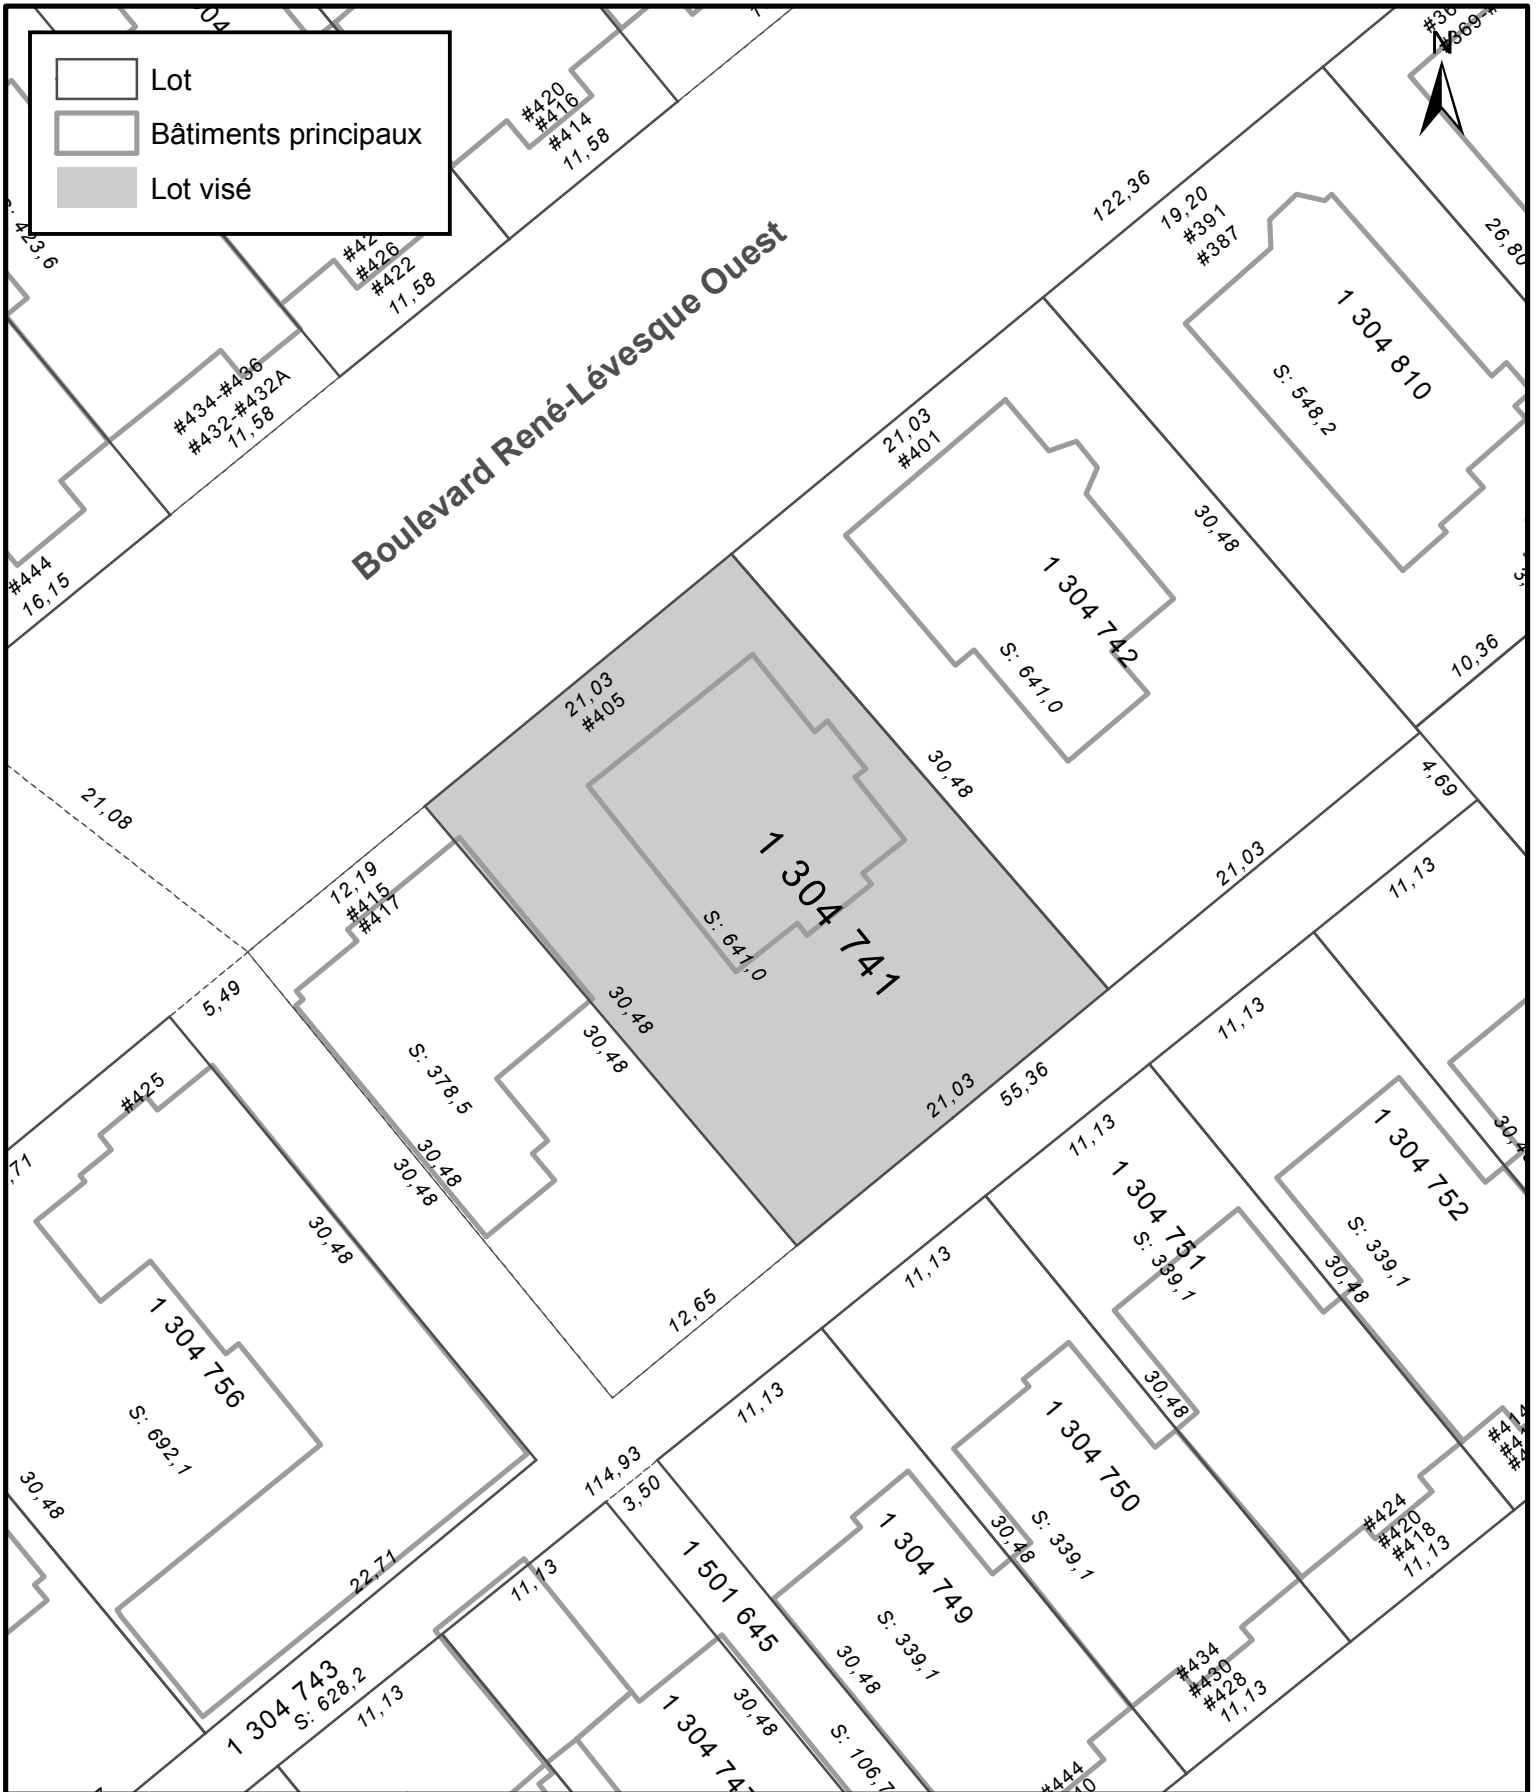 Lot
Bâtiments principaux
Lot visé
N
#420
#416
#414
11,58
#426
#422
11,58
#434-#436
#432-#432A
11,58
#444
16,15
Boulevard René-Lévesque Ouest
122,36
19,20
#391
#387
1 304 810
S: 548,2
26,80
21,03
#401
30,48
1 304 742
S: 641,0
10,36
4,69
21,03
11,13
21,03
#405
30,48
1 304 741
S: 641,0
30,48
21,03
55,36
21,08
12,19
#415
#417
5,49
30,48
S: 378,5
30,48
30,48
12,65
#425
30,48
1 304 756
S: 692,1
30,48
22,71
11,13
11,13
1 304 752
S: 339,1
30,48
1 304 751
S: 339,1
11,13
30,48
1 304 750
S: 339,1
11,13
30,48
1 304 749
S: 339,1
30,48
114,93
3,50
1 501 645
11,13
1 304 743
S: 628,2
11,13
30,48
#424
#420
#418
11,13
#434
#430
#428
11,13
#444